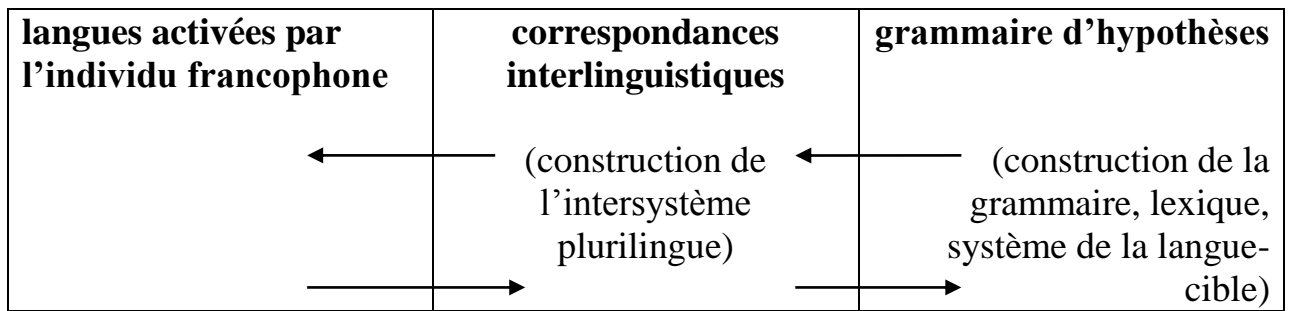 langues activées par
l'individu francophone
correspondances
interlinguistiques
(construction de
l'intersystème
plurilingue)
grammaire d'hypothèses
(construction de la
grammaire, lexique,
système de la langue-
cible)